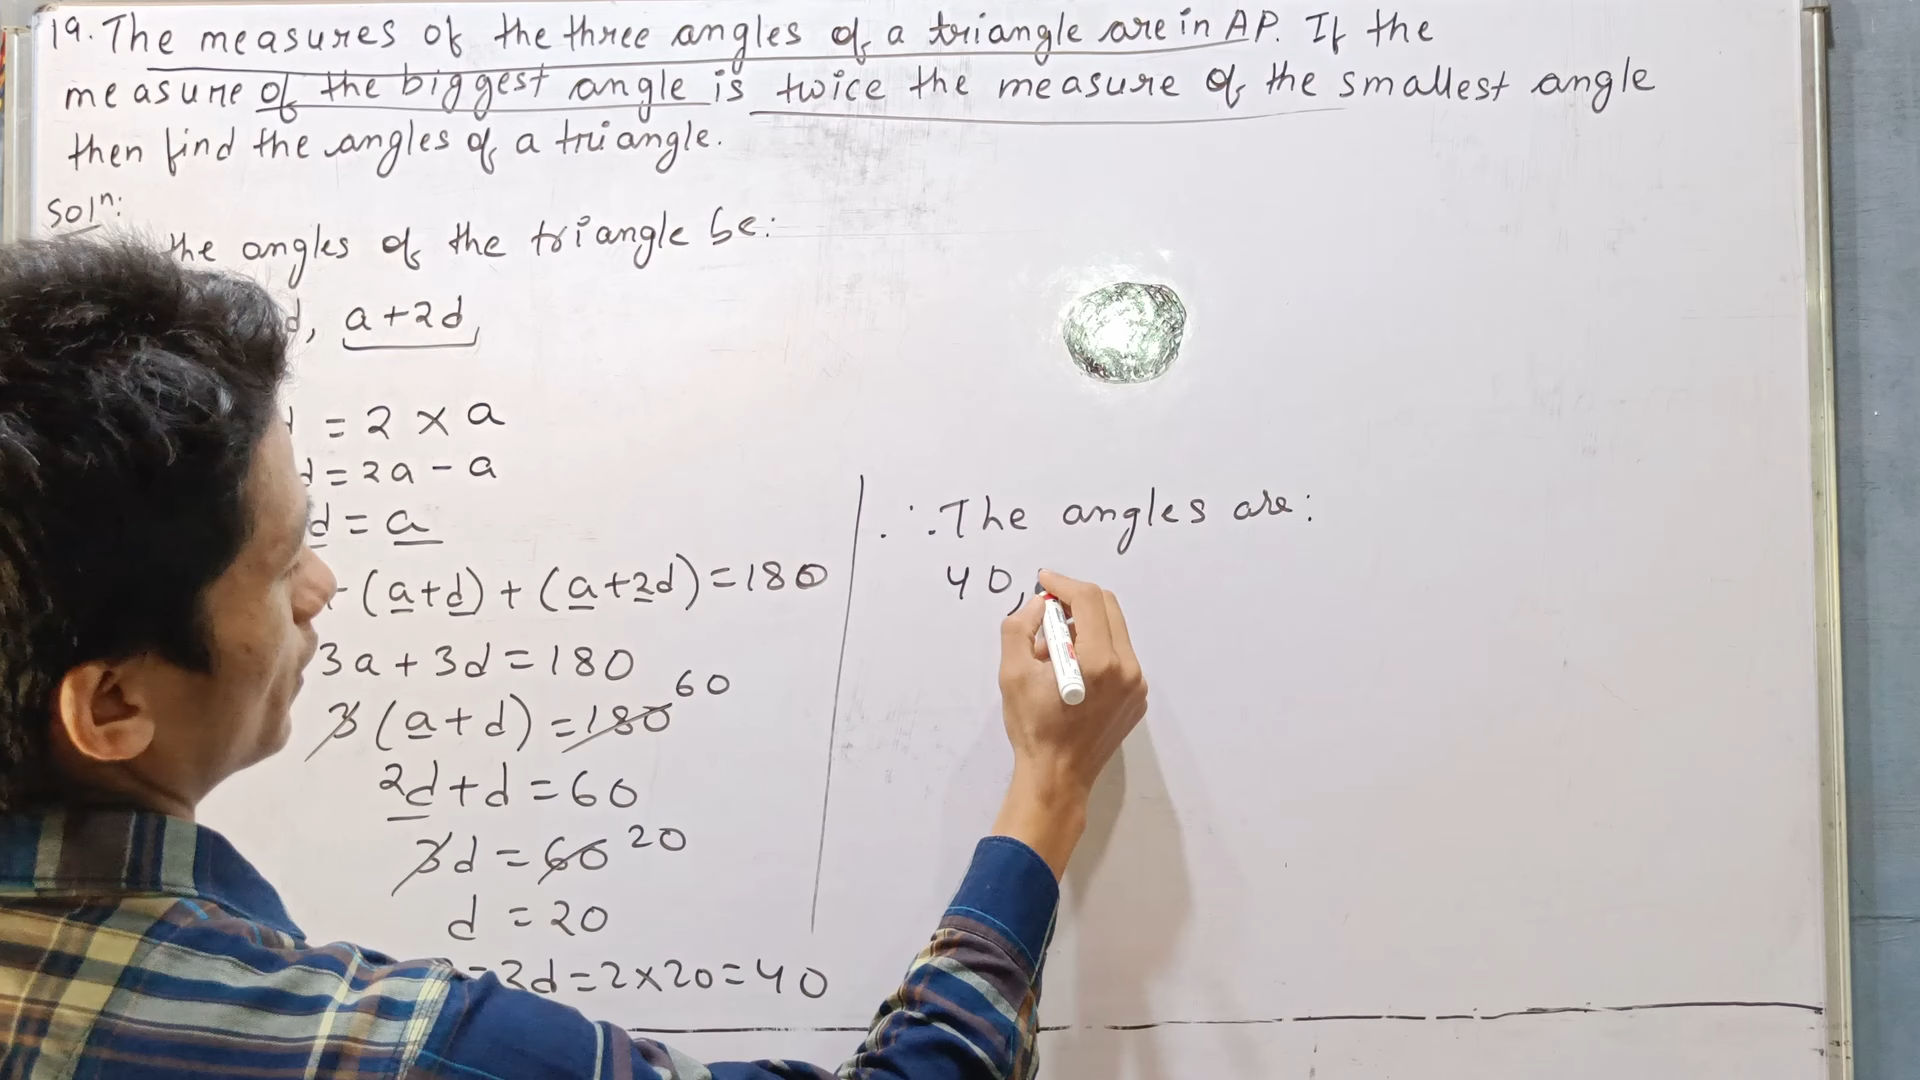 19. The measures of the three angles of a triangle are in AP. If the
measure of the biggest angle is twice the measure of the smallest angle
then find the angles of a triangle.
Solⁿ:
the angles of the triangle be:
d, a+2d,
= 2 × a
d = 2a - a
d = a
(a+d) + (a+2d) = 180
3a + 3d = 180
3 (a+d) = 180 60
2d + d = 60
3d = 60 20
d = 20
= 2d = 2×20 = 40
∴ The angles are:
40,